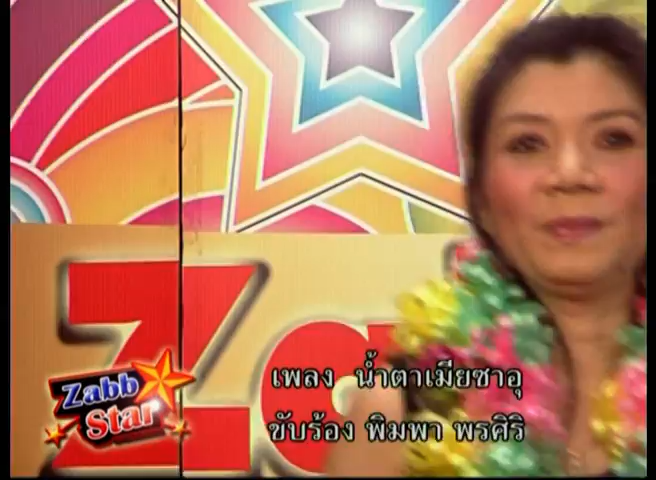 เพลง น้ำตาเมียซาอุ
ขับร้อง พิมพา พรศิริ
Zabb
Star
Za